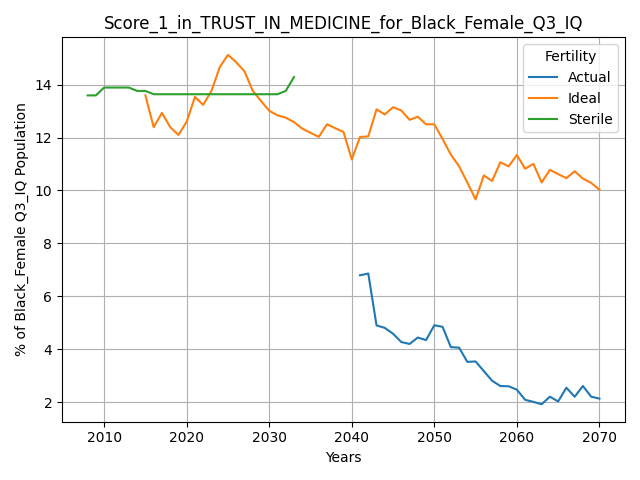 Score_1_in_TRUST_IN_MEDICINE_for_Black_Female_Q3_IQ
Fertility
Actual
Ideal
Sterile
% of Black_Female Q3_IQ Population
14
12
10
8
6
4
2
2010 2020 2030 2040 2050 2060 2070
Years